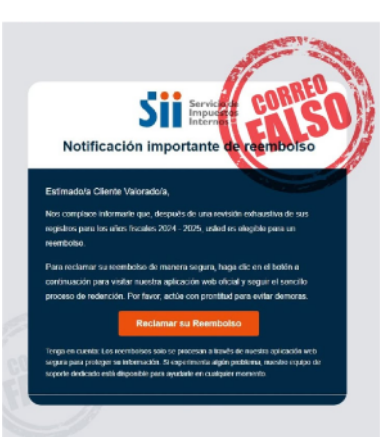 CORREO
FALSO
Sii Servicio de
Impuestos
Internos
Notificación importante de reembolso
Estimado/a Cliente Valorado/a,
Nos complace informarle que, después de una revisión exhaustiva de sus
registros para los años fiscales 2024 - 2025, usted es elegible para un
reembolso.
Para reclamar su reembolso de manera segura, haga clic en el botón a
continuación para visitar nuestra aplicación web oficial y seguir el sencillo
proceso de redención. Por favor, actúe con prontitud para evitar demoras.
Reclamar su Reembolso
Tenga en cuenta: Los reembolsos solo se procesan a través de nuestra aplicación web
segura para proteger su información. Si experimenta algún problema, nuestro equipo de
soporte dedicado está disponible para ayudarle en cualquier momento.
CO
FALSO